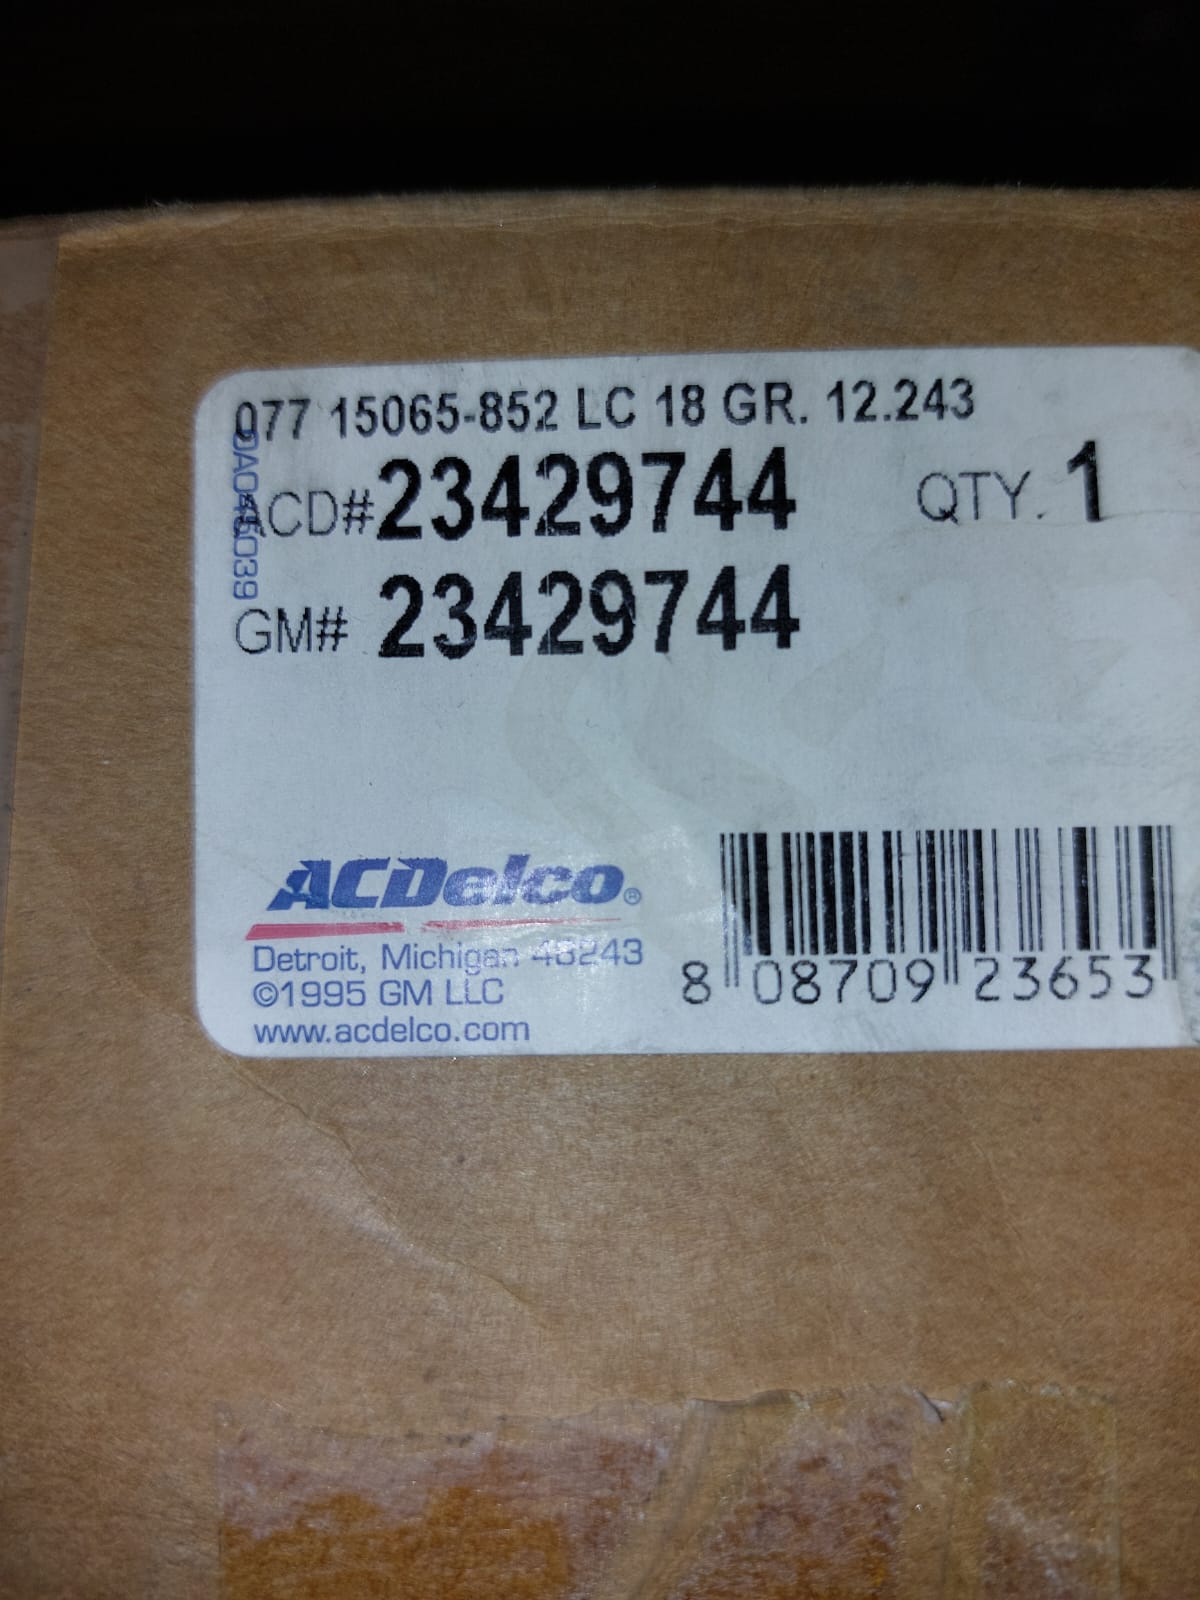 077 15065-852 LC 18 GR. 12.243
ACD#23429744 QTY. 1
GM# 23429744
0A046039
ACDelco®
Detroit, Michigan 48243
©1995 GM LLC
www.acdelco.com
8 08709 23653